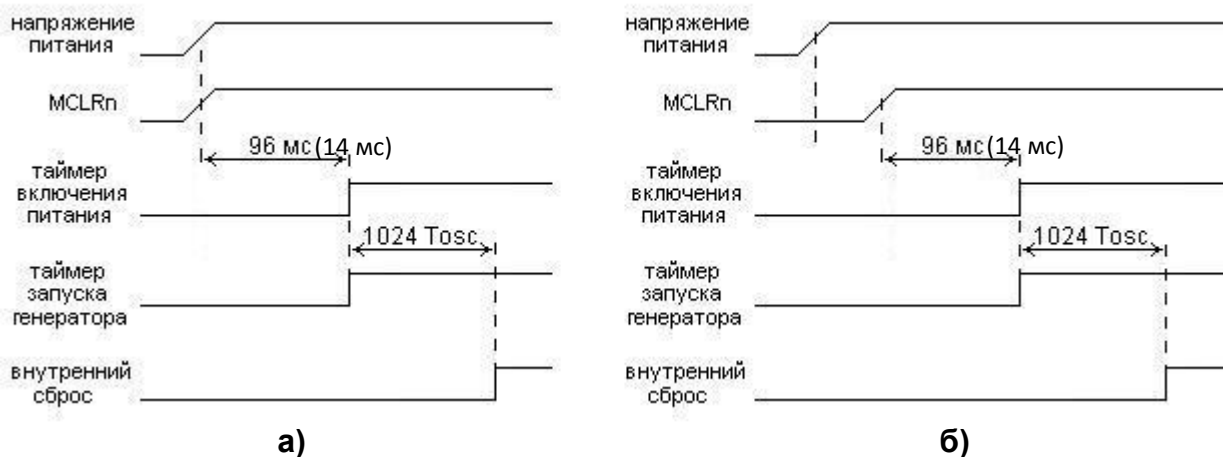 напряжение
питания
MCLRn
96 мс(14 мс)
таймер
включения
питания
1024 Tosc
таймер
запуска
генератора
внутренний
сброс
а)
напряжение
питания
MCLRn
96 мс(14 мс)
таймер
включения
питания
1024 Tosc
таймер
запуска
генератора
внутренний
сброс
б)